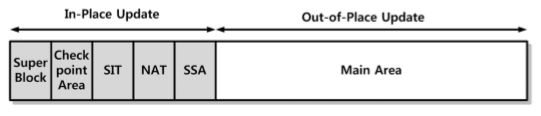 In-Place Update
Out-of-Place Update
Super
Block
Check
point
Area
SIT
NAT
SSA
Main Area